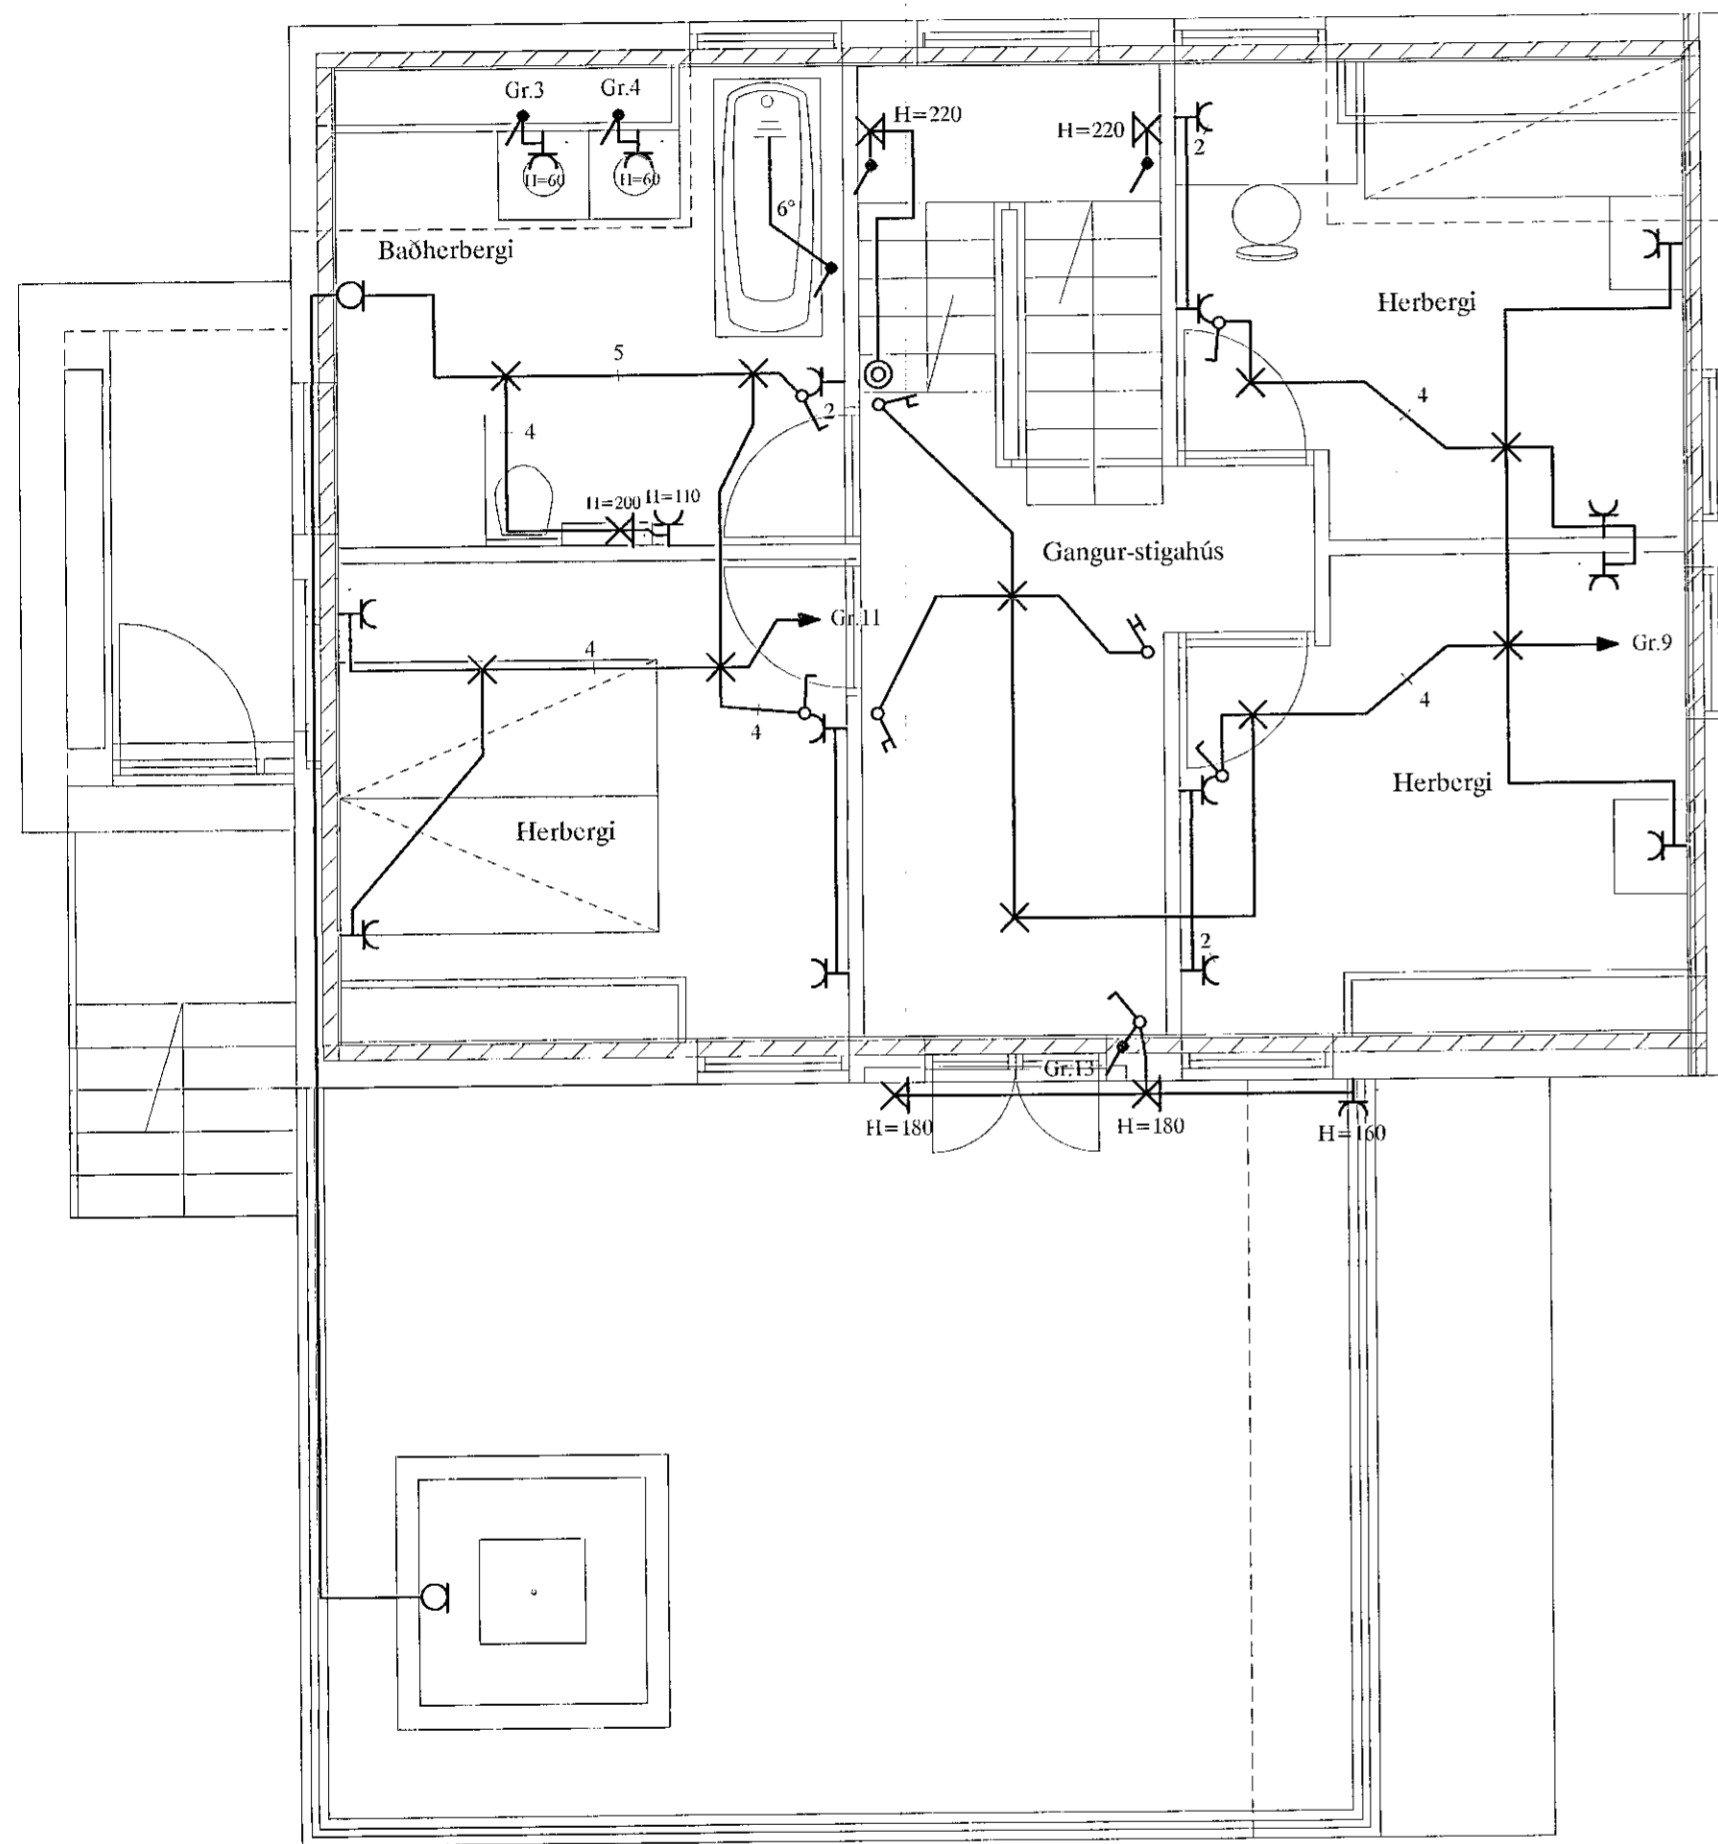 Gr.3
Gr.4
H=220
H=220
2
H=60
H=60
6°
Baðherbergi
Herbergi
5
4
2
4
H=200
H=110
Gangur-stigahús
Gr.11
4
Gr.9
4
4
Herbergi
Herbergi
2
Gr.13
H=180
H=180
H=160